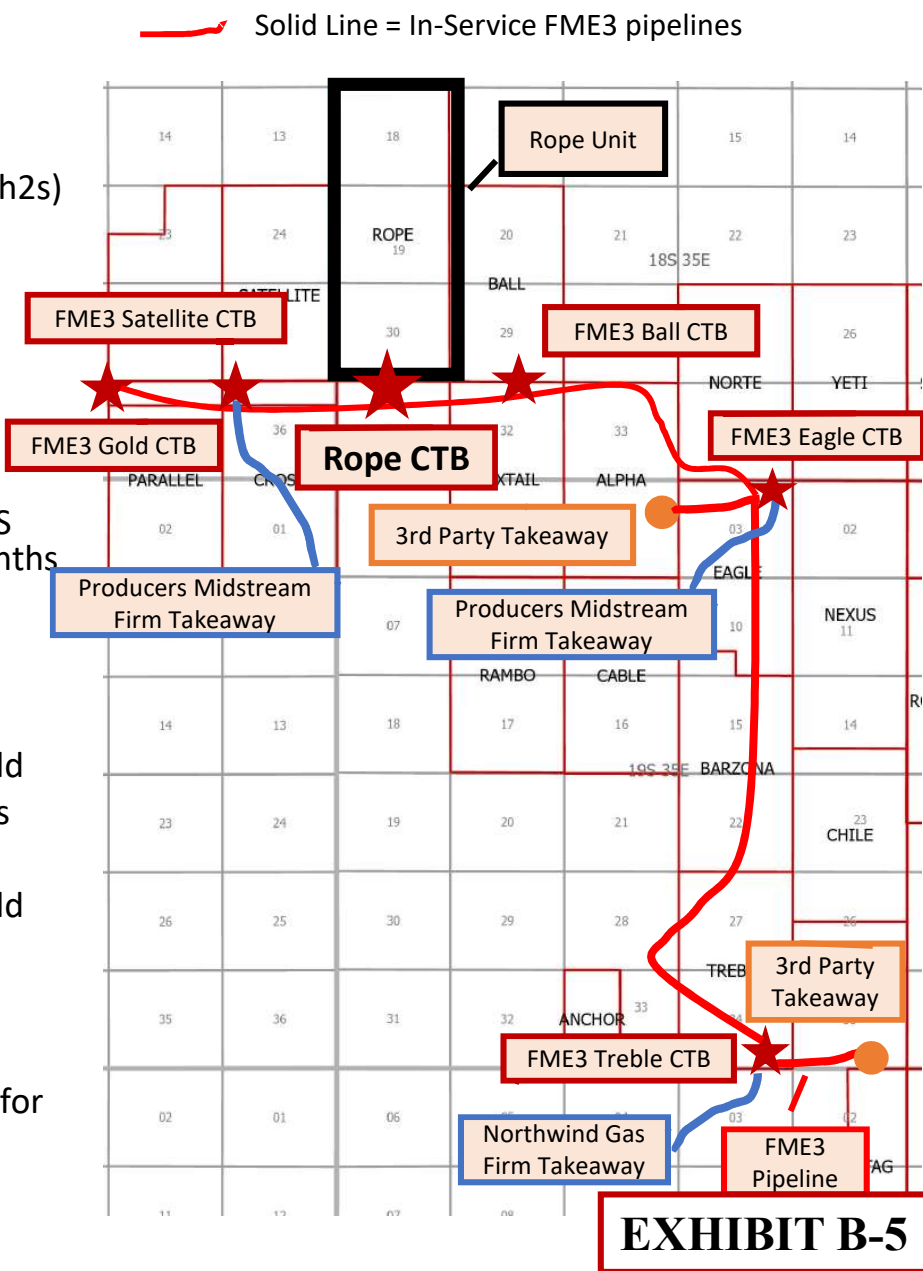 Solid Line = In-Service FME3 pipelines
14 13 18 15 14
Rope Unit
h2s)
23 24 ROPE 20 21 22 23
19
18S 35E
BALL
FME3 Satellite CTB
30 29 FME3 Ball CTB 26
NORTE YETI
FME3 Gold CTB 36 Rope CTB 32 33 FME3 Eagle CTB
PARALLEL ALPHA
02 01 3rd Party Takeaway 03 02
EAGLE
Producers Midstream
Firm Takeaway
07
Producers Midstream
Firm Takeaway
10 NEXUS
11
RAMBO CABLE
14 13 18 17 16 15 14
19S 35E BARZONA
23 24 19 20 21 22 23
CHILE
26 25 30 29 28 27 26
3rd Party
Takeaway
35 36 31 32 ANCHOR 33 34
FME3 Treble CTB
for
02 01 06 03 02
Northwind Gas
Firm Takeaway
FME3
Pipeline
EXHIBIT B-5